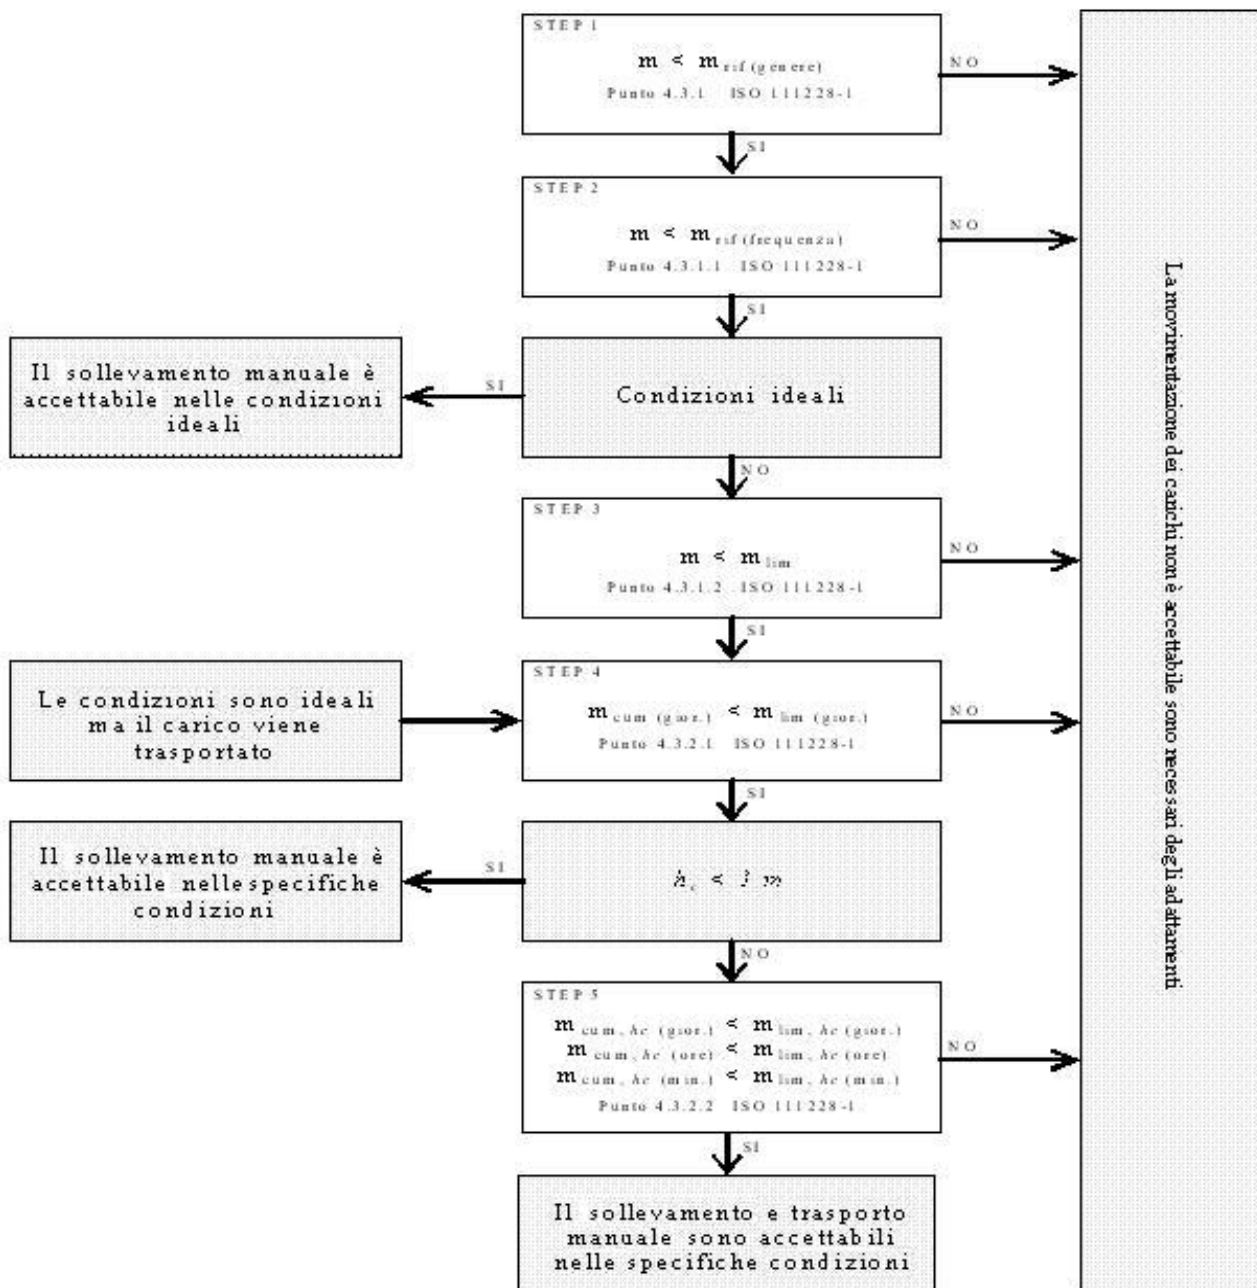 STEP 1
m < m rif (genere)
Punto 4.3.1 ISO 111228-1
NO
SI
STEP 2
m < m rif (frequenza)
Punto 4.3.1.1 ISO 111228-1
NO
SI
Il sollevamento manuale è
accettabile nelle condizioni
ideali
SI
Condizioni ideali
NO
STEP 3
m < m lim
Punto 4.3.1.2 ISO 111228-1
NO
SI
Le condizioni sono ideali
ma il carico viene
trasportato
STEP 4
m cum (gior.) < m lim (gior.)
Punto 4.3.2.1 ISO 111228-1
NO
SI
Il sollevamento manuale è
accettabile nelle specifiche
condizioni
SI
h c < 1 m
NO
STEP 5
m cum, hc (gior.) < m lim, hc (gior.)
m cum, hc (ore) < m lim, hc (ore)
m cum, hc (min.) < m lim, hc (min.)
Punto 4.3.2.2 ISO 111228-1
NO
SI
Il sollevamento e trasporto
manuale sono accettabili
nelle specifiche condizioni
La movimentazione dei carichi non è accettabile sono necessari degli adattamenti